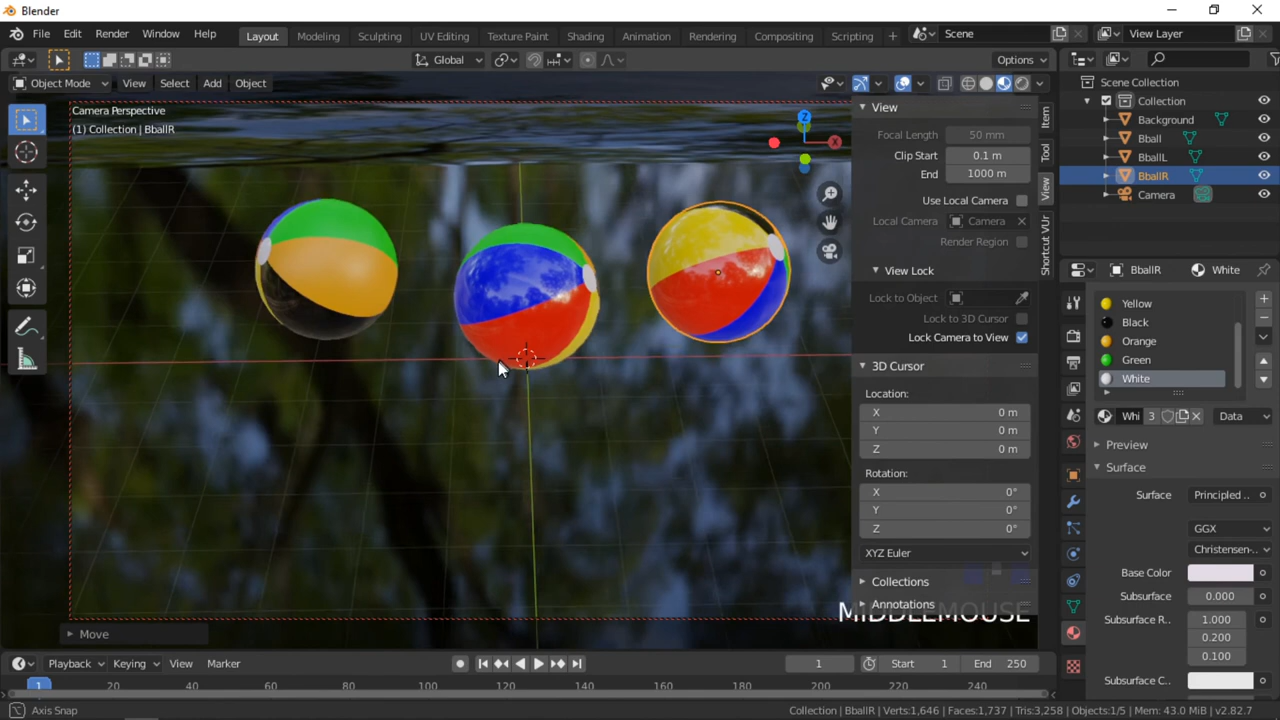 Blender
File Edit Render Window Help Layout Modeling Sculpting UV Editing Texture Paint Shading Animation Rendering Compositing Scripting + Scene View Layer
Global Options
Object Mode View Select Add Object
Camera Perspective
(1) Collection | BballR
Z
X
View
Focal Length 50 mm
Clip Start 0.1 m
End 1000 m
Use Local Camera
Local Camera Camera
Render Region
View Lock
Lock to Object
Lock to 3D Cursor
Lock Camera to View
3D Cursor
Location:
X 0 m
Y 0 m
Z 0 m
Rotation:
X 0°
Y 0°
Z 0°
XYZ Euler
Collections
Annotations
MIDDLEMOUSE
Item
Tool
View
Shortcut VUr
Scene Collection
Collection
Background
Bball
BballL
BballR
Camera
BballR White
Yellow
Black
Orange
Green
White
Whi 3 Data
Preview
Surface
Surface Principled ..
GGX
Christensen-..
Base Color
Subsurface 0.000
Subsurface R.. 1.000
0.200
0.100
Subsurface C..
Move
Playback Keying View Marker 1 Start 1 End 250
1 20 40 60 80 100 120 140 160 180 200 220 240
Axis Snap
Collection | BballR | Verts:1,646 | Faces:1,737 | Tris:3,258 | Objects:1/5 | Mem: 43.0 MiB | v2.82.7